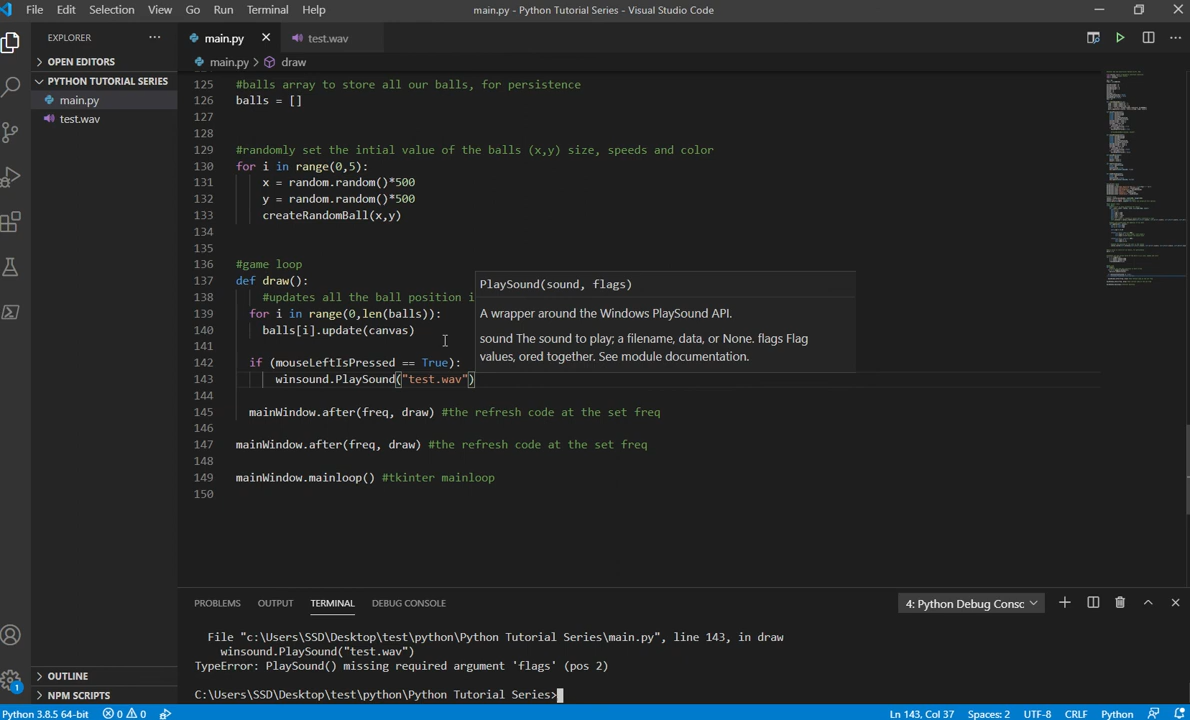 File Edit Selection View Go Run Terminal Help main.py - Python Tutorial Series - Visual Studio Code
EXPLORER ··· main.py test.wav
OPEN EDITORS
PYTHON TUTORIAL SERIES
main.py
test.wav
OUTLINE
NPM SCRIPTS
main.py > draw
125 #balls array to store all our balls, for persistence
126 balls = []
127
128
129 #randomly set the intial value of the balls (x,y) size, speeds and color
130 for i in range(0,5):
131 x = random.random()*500
132 y = random.random()*500
133 createRandomBall(x,y)
134
135
136 #game loop
137 def draw():
138 #updates all the ball position i
139 for i in range(0,len(balls)):
140 balls[i].update(canvas)
141
142 if (mouseLeftIsPressed == True):
143 winsound.PlaySound("test.wav")
144
145 mainWindow.after(freq, draw) #the refresh code at the set freq
146
147 mainWindow.after(freq, draw) #the refresh code at the set freq
148
149 mainWindow.mainloop() #tkinter mainloop
150
PlaySound(sound, flags)
A wrapper around the Windows PlaySound API.
sound The sound to play; a filename, data, or None. flags Flag
values, ored together. See module documentation.
PROBLEMS OUTPUT TERMINAL DEBUG CONSOLE 4: Python Debug Consc
File "c:\Users\SSD\Desktop\test\python\Python Tutorial Series\main.py", line 143, in draw
winsound.PlaySound("test.wav")
TypeError: PlaySound() missing required argument 'flags' (pos 2)
C:\Users\SSD\Desktop\test\python\Python Tutorial Series>
1
Python 3.8.5 64-bit 0 0 Ln 143, Col 37 Spaces: 2 UTF-8 CRLF Python